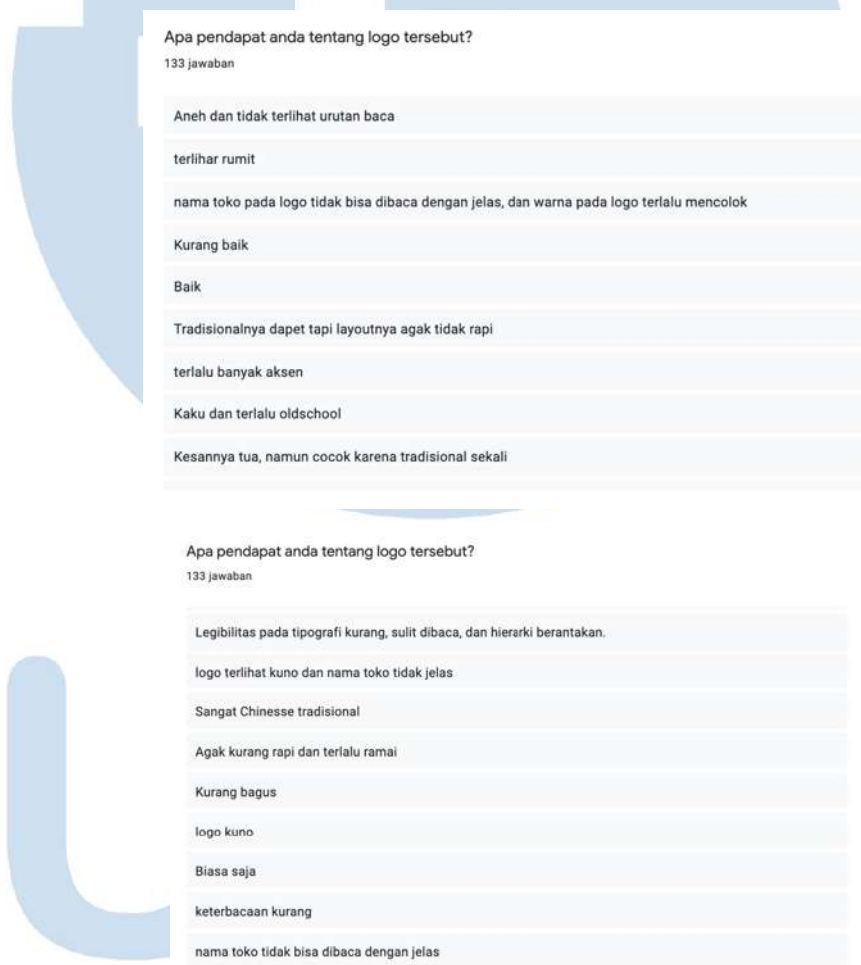 Apa pendapat anda tentang logo tersebut?
133 jawaban
Aneh dan tidak terlihat urutan baca
terlihar rumit
nama toko pada logo tidak bisa dibaca dengan jelas, dan warna pada logo terlalu mencolok
Kurang baik
Baik
Tradisionalnya dapet tapi layoutnya agak tidak rapi
terlalu banyak aksen
Kaku dan terlalu oldschool
Kesannya tua, namun cocok karena tradisional sekali
Apa pendapat anda tentang logo tersebut?
133 jawaban
Legibilitas pada tipografi kurang, sulit dibaca, dan hierarki berantakan.
logo terlihat kuno dan nama toko tidak jelas
Sangat Chinesse tradisional
Agak kurang rapi dan terlalu ramai
Kurang bagus
logo kuno
Biasa saja
keterbacaan kurang
nama toko tidak bisa dibaca dengan jelas